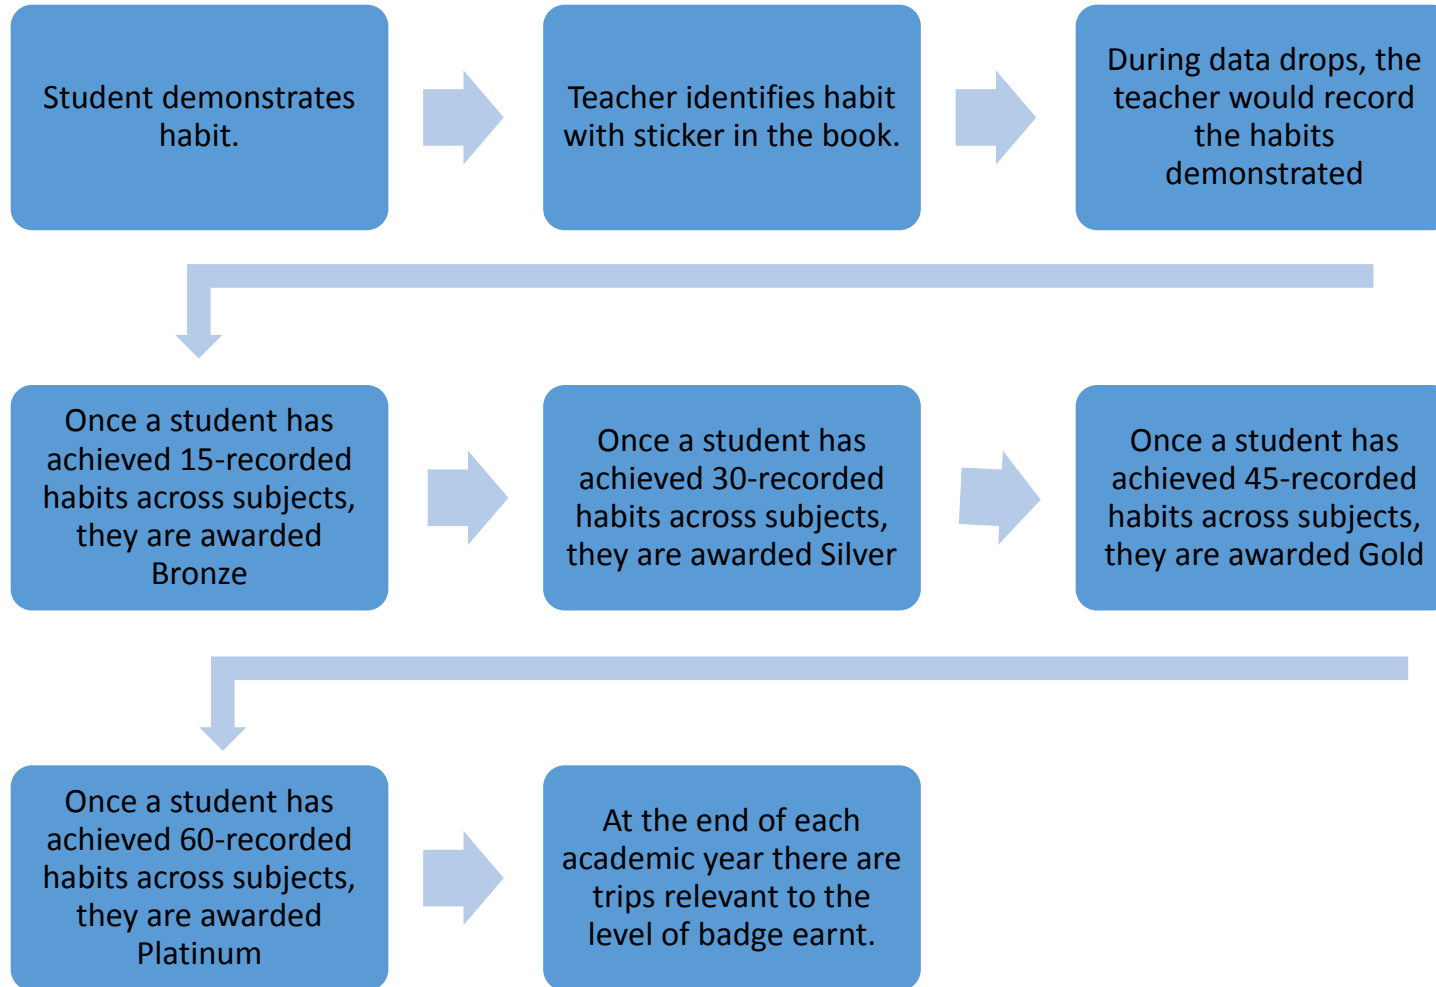 Student demonstrates
habit.
Teacher identifies habit
with sticker in the book.
During data drops, the
teacher would record
the habits
demonstrated
Once a student has
achieved 15-recorded
habits across subjects,
they are awarded
Bronze
Once a student has
achieved 30-recorded
habits across subjects,
they are awarded Silver
Once a student has
achieved 45-recorded
habits across subjects,
they are awarded Gold
Once a student has
achieved 60-recorded
habits across subjects,
they are awarded
Platinum
At the end of each
academic year there are
trips relevant to the
level of badge earnt.